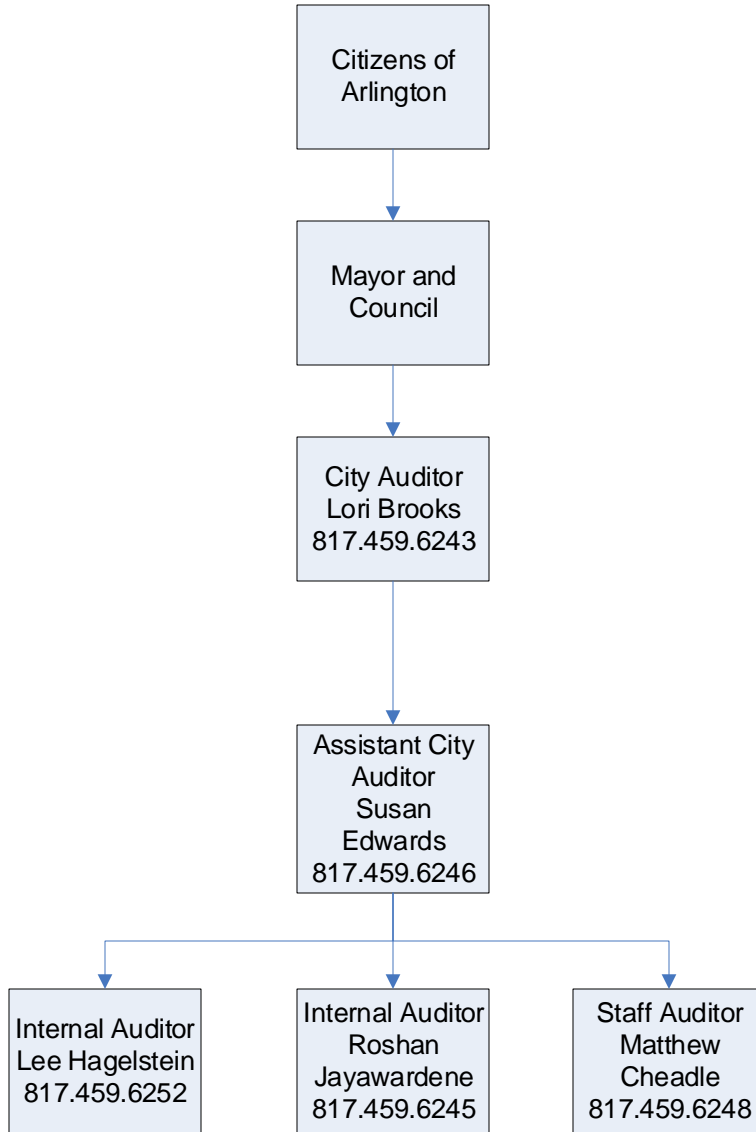 Citizens of
Arlington
Mayor and
Council
City Auditor
Lori Brooks
817.459.6243
Assistant City
Auditor
Susan
Edwards
817.459.6246
Internal Auditor
Lee Hagelstein
817.459.6252
Internal Auditor
Roshan
Jayawardene
817.459.6245
Staff Auditor
Matthew
Cheadle
817.459.6248